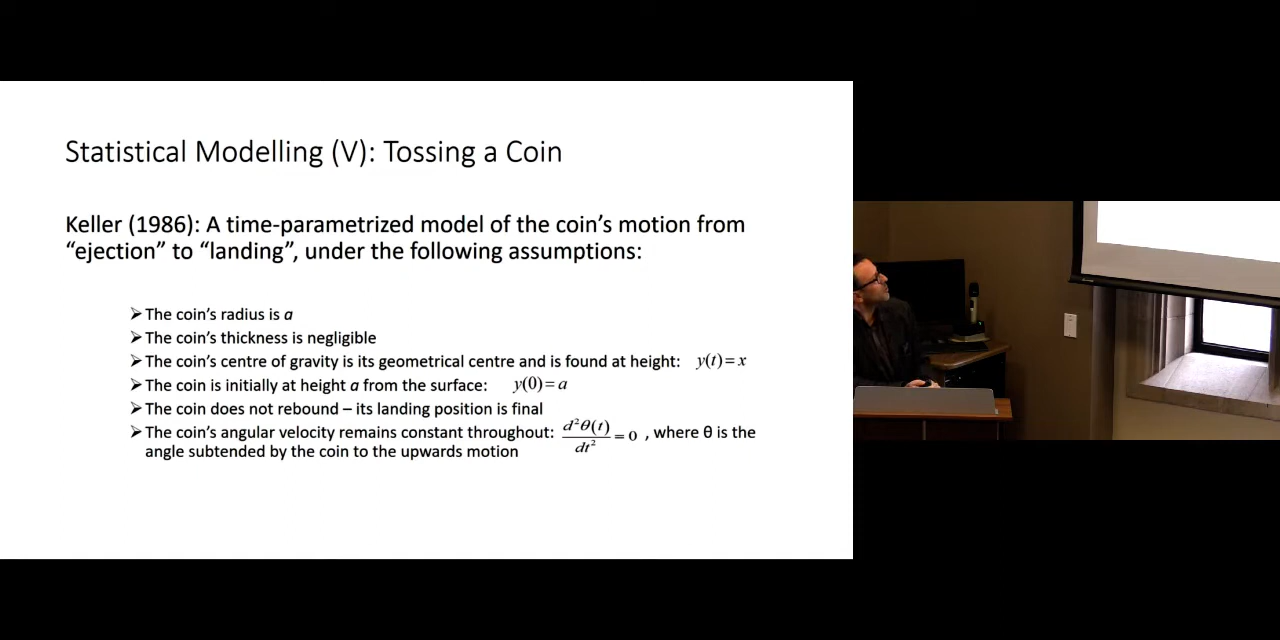 Statistical Modelling (V): Tossing a Coin
Keller (1986): A time-parametrized model of the coin’s motion from
“ejection” to “landing”, under the following assumptions:
➢ The coin’s radius is a
➢ The coin’s thickness is negligible
➢ The coin’s centre of gravity is its geometrical centre and is found at height: y(t) = x
➢ The coin is initially at height a from the surface: y(0) = a
➢ The coin does not rebound – its landing position is final
➢ The coin’s angular velocity remains constant throughout: d²θ(t)/dt² = 0 , where θ is the
angle subtended by the coin to the upwards motion